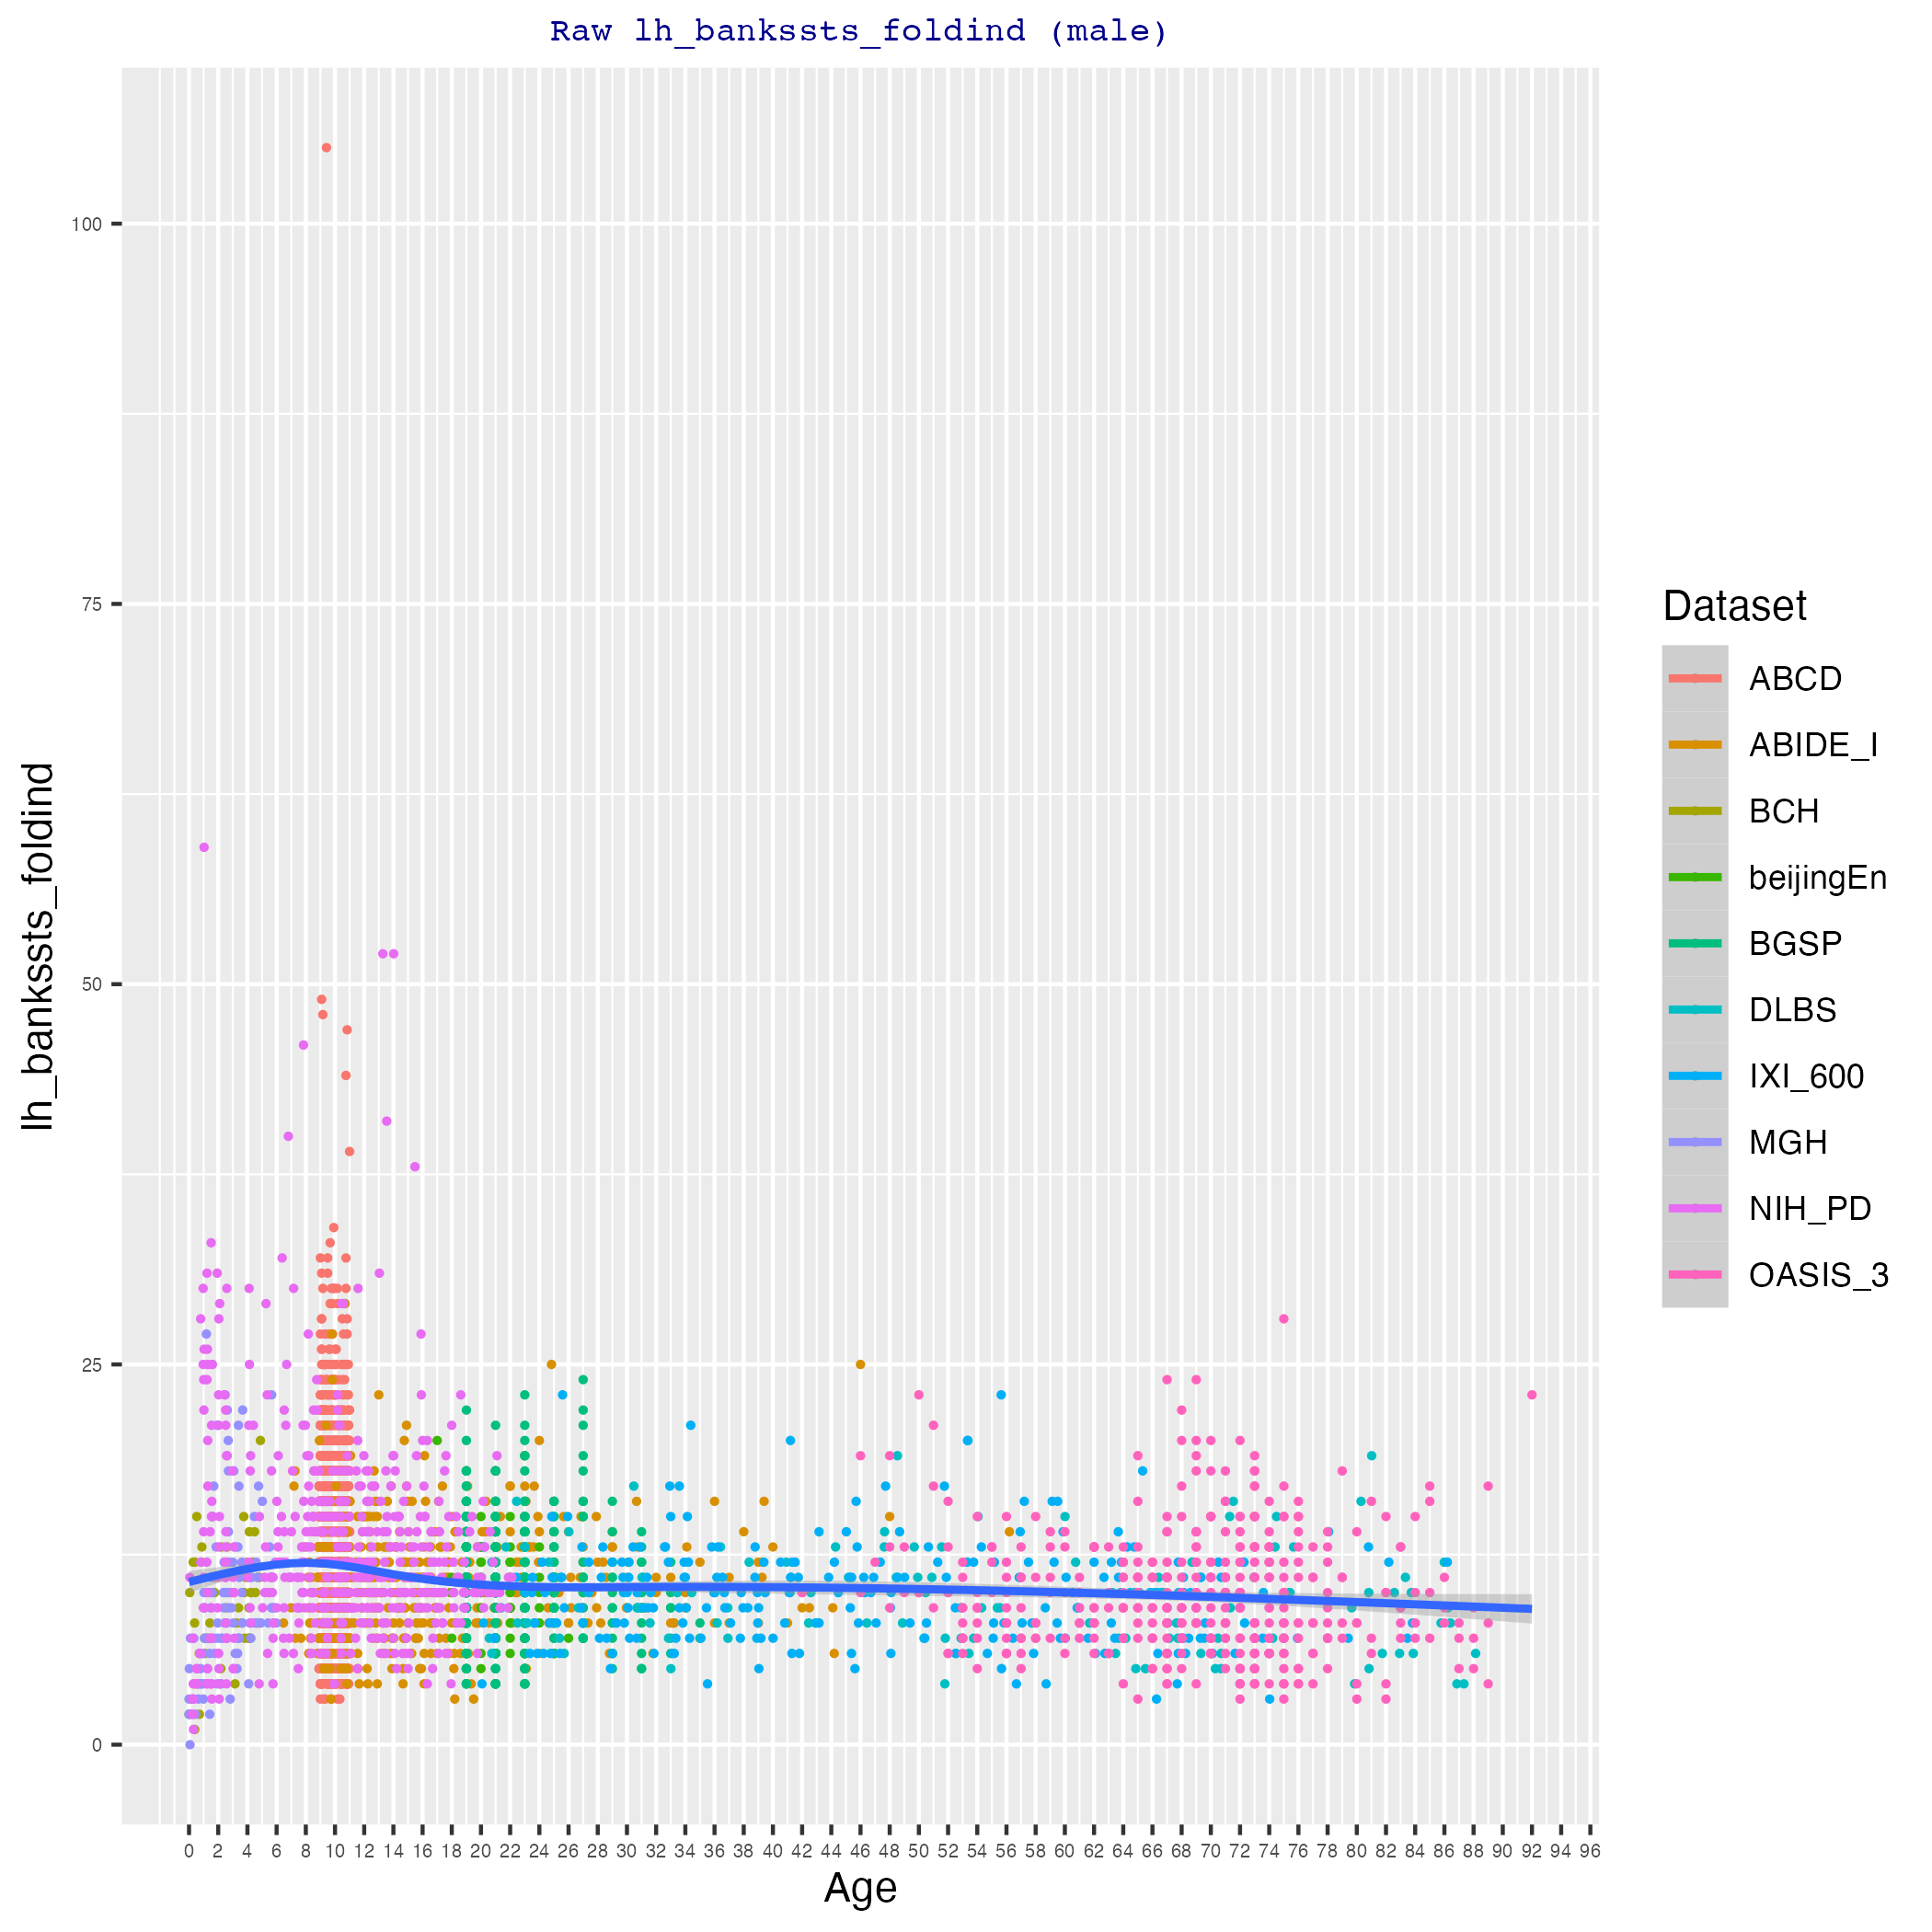 Raw lh_bankssts_foldind (male)
lh_bankssts_foldind
100
75
50
25
0
0 2 4 6 8 10 12 14 16 18 20 22 24 26 28 30 32 34 36 38 40 42 44 46 48 50 52 54 56 58 60 62 64 66 68 70 72 74 76 78 80 82 84 86 88 90 92 94 96
Age
Dataset
ABCD
ABIDE_I
BCH
beijingEn
BGSP
DLBS
IXI_600
MGH
NIH_PD
OASIS_3